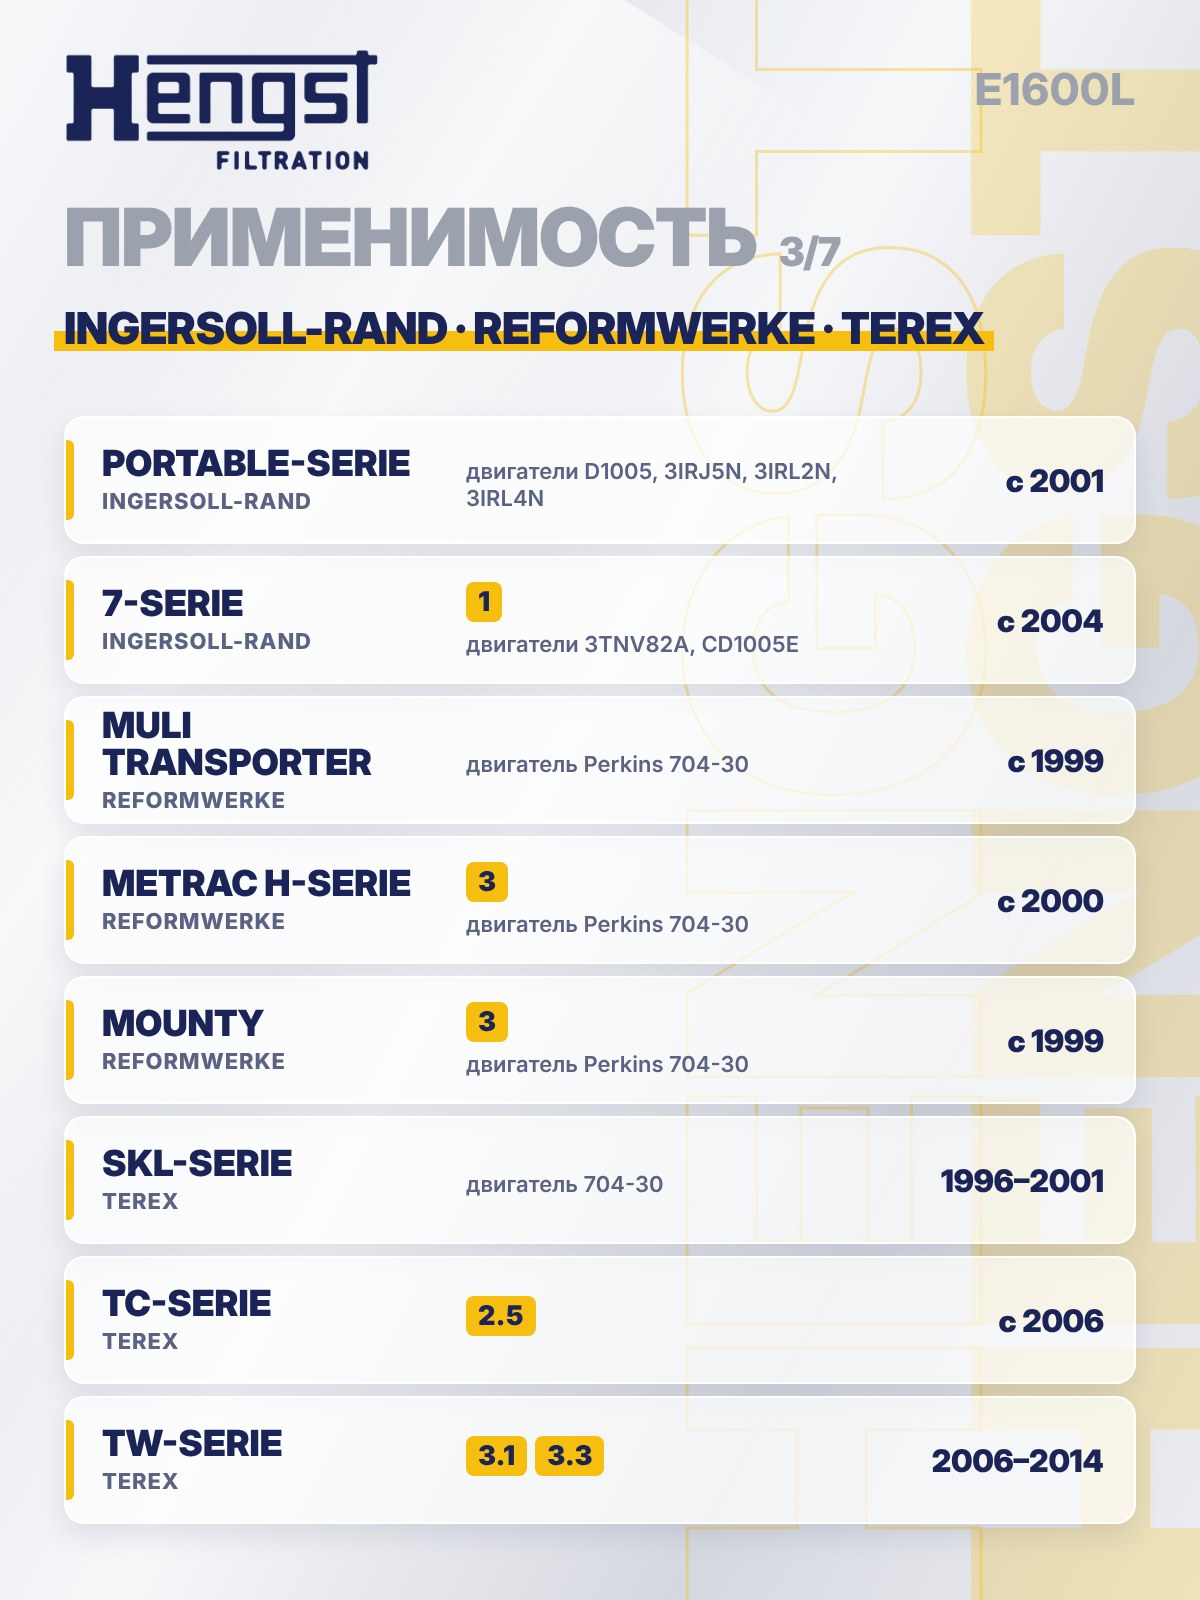 Hengst
FILTRATION
E1600L
ПРИМЕНИМОСТЬ 3/7
INGERSOLL-RAND · REFORMWERKE · TEREX
PORTABLE-SERIE
INGERSOLL-RAND
двигатели D1005, 3IRJ5N, 3IRL2N,
3IRL4N
с 2001
7-SERIE
INGERSOLL-RAND
1
двигатели 3TNV82A, CD1005E
с 2004
MULI
TRANSPORTER
REFORMWERKE
двигатель Perkins 704-30
с 1999
METRAC H-SERIE
REFORMWERKE
3
двигатель Perkins 704-30
с 2000
MOUNTY
REFORMWERKE
3
двигатель Perkins 704-30
с 1999
SKL-SERIE
TEREX
двигатель 704-30
1996–2001
TC-SERIE
TEREX
2.5
с 2006
TW-SERIE
TEREX
3.1 3.3
2006–2014
HENGST
HENGST